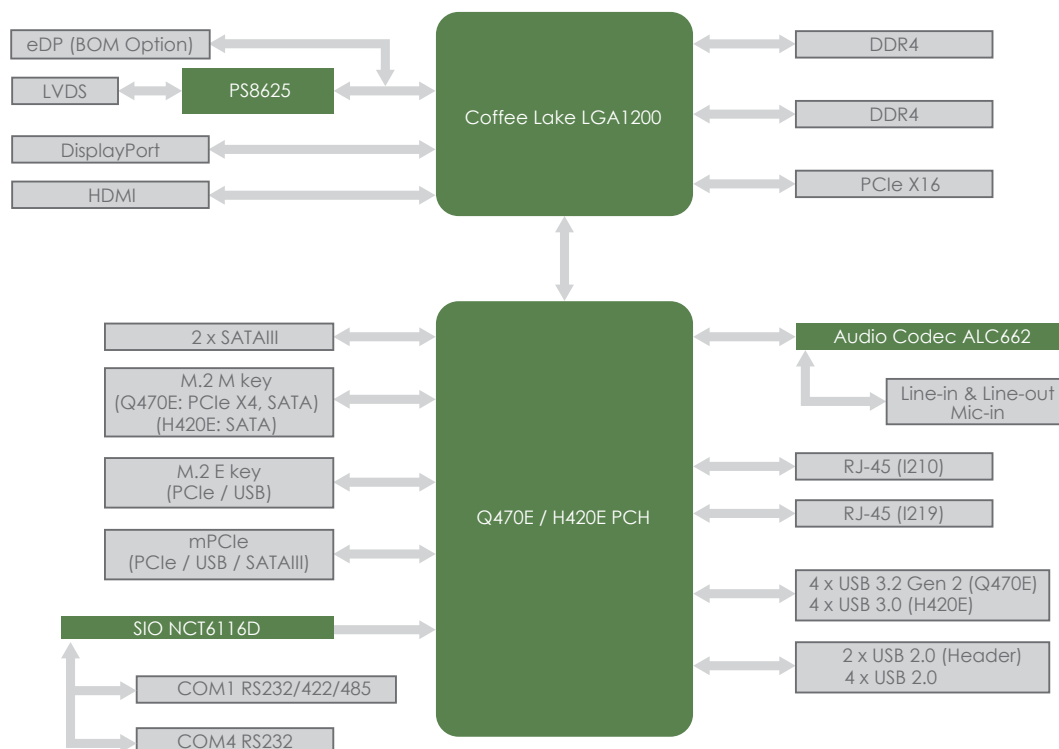 eDP (BOM Option)
LVDS
PS8625
DisplayPort
HDMI
Coffee Lake LGA1200
DDR4
DDR4
PCIe X16
2 x SATAIII
M.2 M key
(Q470E: PCIe X4, SATA)
(H420E: SATA)
M.2 E key
(PCIe / USB)
mPCIe
(PCIe / USB / SATAIII)
SIO NCT6116D
COM1 RS232/422/485
COM4 RS232
Q470E / H420E PCH
Audio Codec ALC662
Line-in & Line-out
Mic-in
RJ-45 (I210)
RJ-45 (I219)
4 x USB 3.2 Gen 2 (Q470E)
4 x USB 3.0 (H420E)
2 x USB 2.0 (Header)
4 x USB 2.0